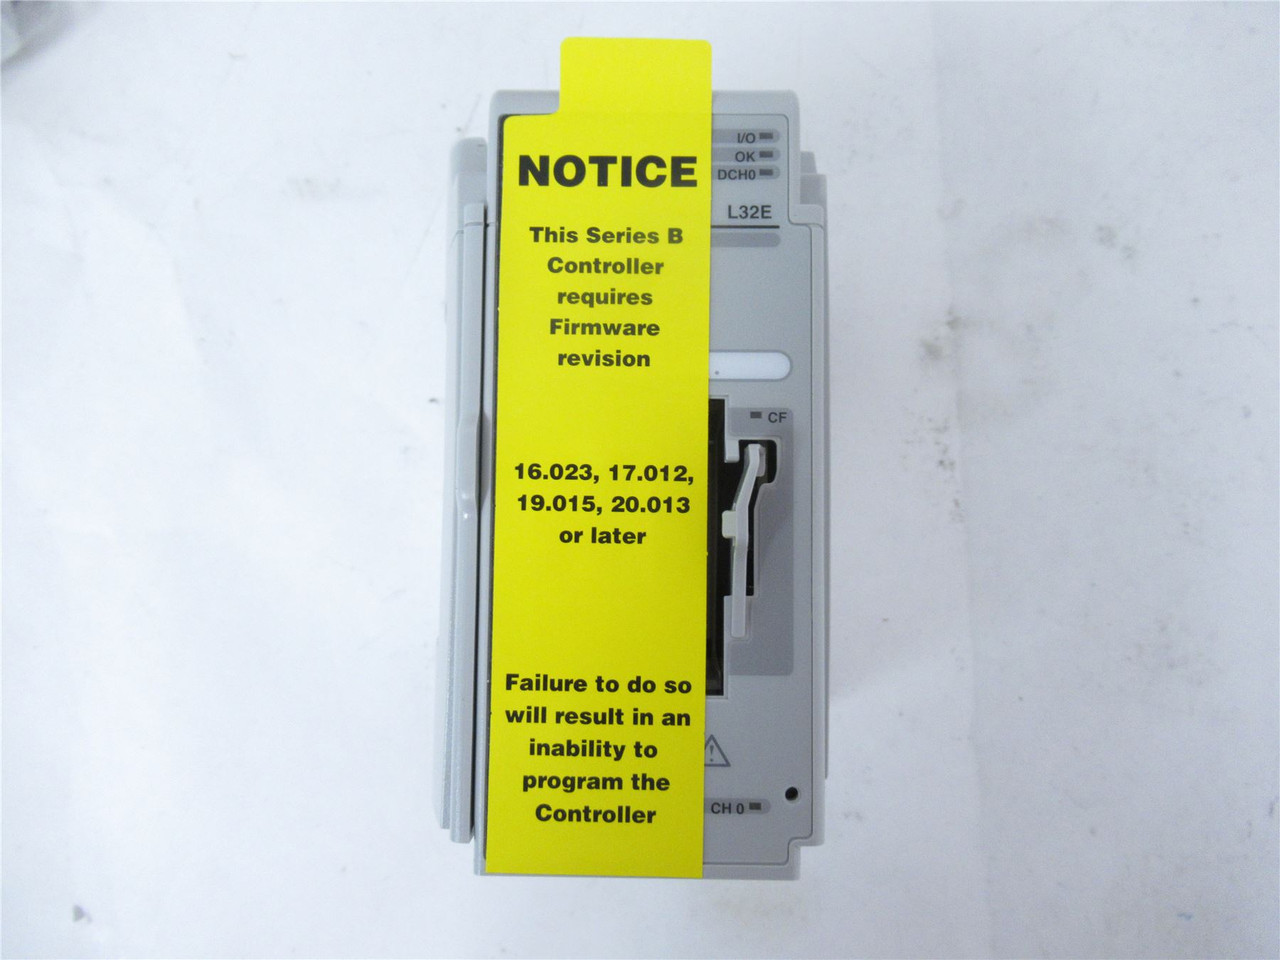 NOTICE
This Series B
Controller
requires
Firmware
revision
16.023, 17.012,
19.015, 20.013
or later
Failure to do so
will result in an
inability to
program the
Controller
I/O
OK
DCH0
L32E
CF
CH 0